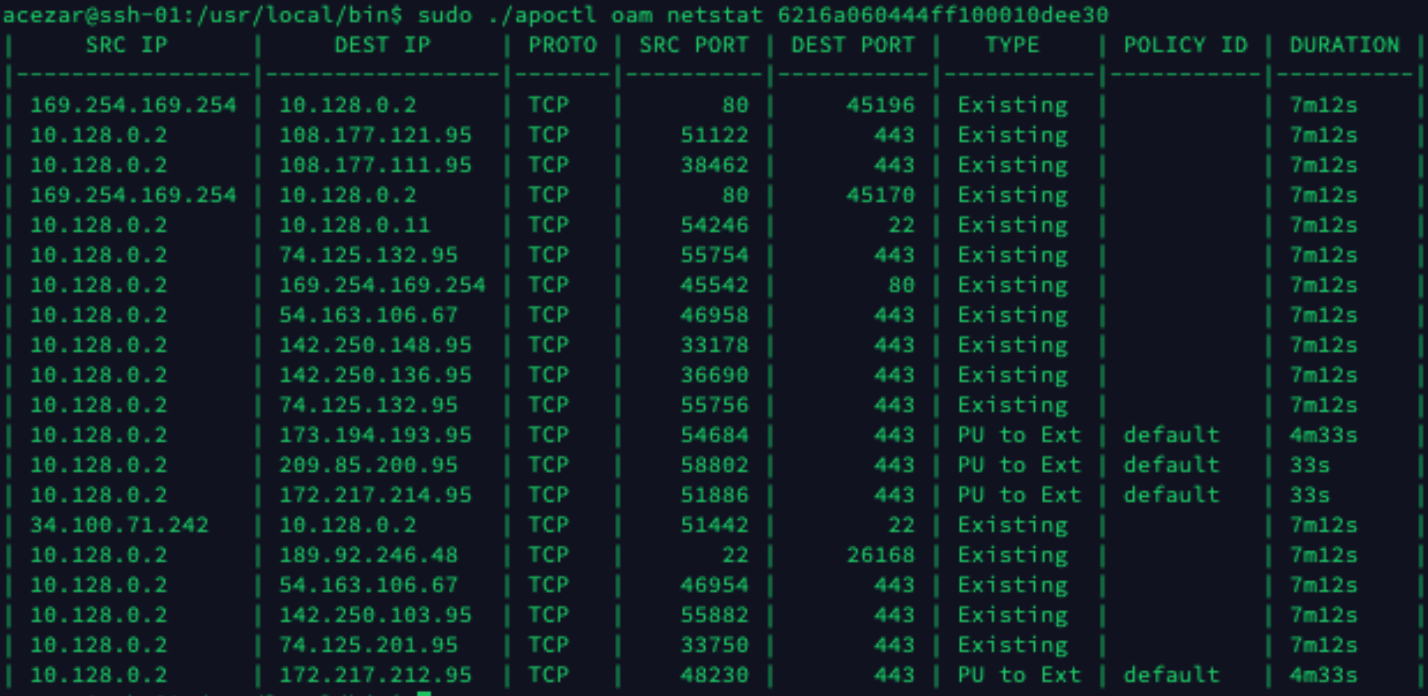 acezar@ssh-01:/usr/local/bin$ sudo ./apoctl oam netstat 6216a060444ff100010dee30
| SRC IP | DEST IP | PROTO | SRC PORT | DEST PORT | TYPE | POLICY ID | DURATION |
|-----------------|-----------------|-------|----------|-----------|-----------|-----------|----------|
| 169.254.169.254 | 10.128.0.2 | TCP | 80 | 45196 | Existing | | 7m12s
| 10.128.0.2 | 108.177.121.95 | TCP | 51122 | 443 | Existing | | 7m12s
| 10.128.0.2 | 108.177.111.95 | TCP | 38462 | 443 | Existing | | 7m12s
| 169.254.169.254 | 10.128.0.2 | TCP | 80 | 45170 | Existing | | 7m12s
| 10.128.0.2 | 10.128.0.11 | TCP | 54246 | 22 | Existing | | 7m12s
| 10.128.0.2 | 74.125.132.95 | TCP | 55754 | 443 | Existing | | 7m12s
| 10.128.0.2 | 169.254.169.254 | TCP | 45542 | 80 | Existing | | 7m12s
| 10.128.0.2 | 54.163.106.67 | TCP | 46958 | 443 | Existing | | 7m12s
| 10.128.0.2 | 142.250.148.95 | TCP | 33178 | 443 | Existing | | 7m12s
| 10.128.0.2 | 142.250.136.95 | TCP | 36690 | 443 | Existing | | 7m12s
| 10.128.0.2 | 74.125.132.95 | TCP | 55756 | 443 | Existing | | 7m12s
| 10.128.0.2 | 173.194.193.95 | TCP | 54684 | 443 | PU to Ext | default | 4m33s
| 10.128.0.2 | 209.85.200.95 | TCP | 58802 | 443 | PU to Ext | default | 33s
| 10.128.0.2 | 172.217.214.95 | TCP | 51886 | 443 | PU to Ext | default | 33s
| 34.100.71.242 | 10.128.0.2 | TCP | 51442 | 22 | Existing | | 7m12s
| 10.128.0.2 | 189.92.246.48 | TCP | 22 | 26168 | Existing | | 7m12s
| 10.128.0.2 | 54.163.106.67 | TCP | 46954 | 443 | Existing | | 7m12s
| 10.128.0.2 | 142.250.103.95 | TCP | 55882 | 443 | Existing | | 7m12s
| 10.128.0.2 | 74.125.201.95 | TCP | 33750 | 443 | Existing | | 7m12s
| 10.128.0.2 | 172.217.212.95 | TCP | 48230 | 443 | PU to Ext | default | 4m33s